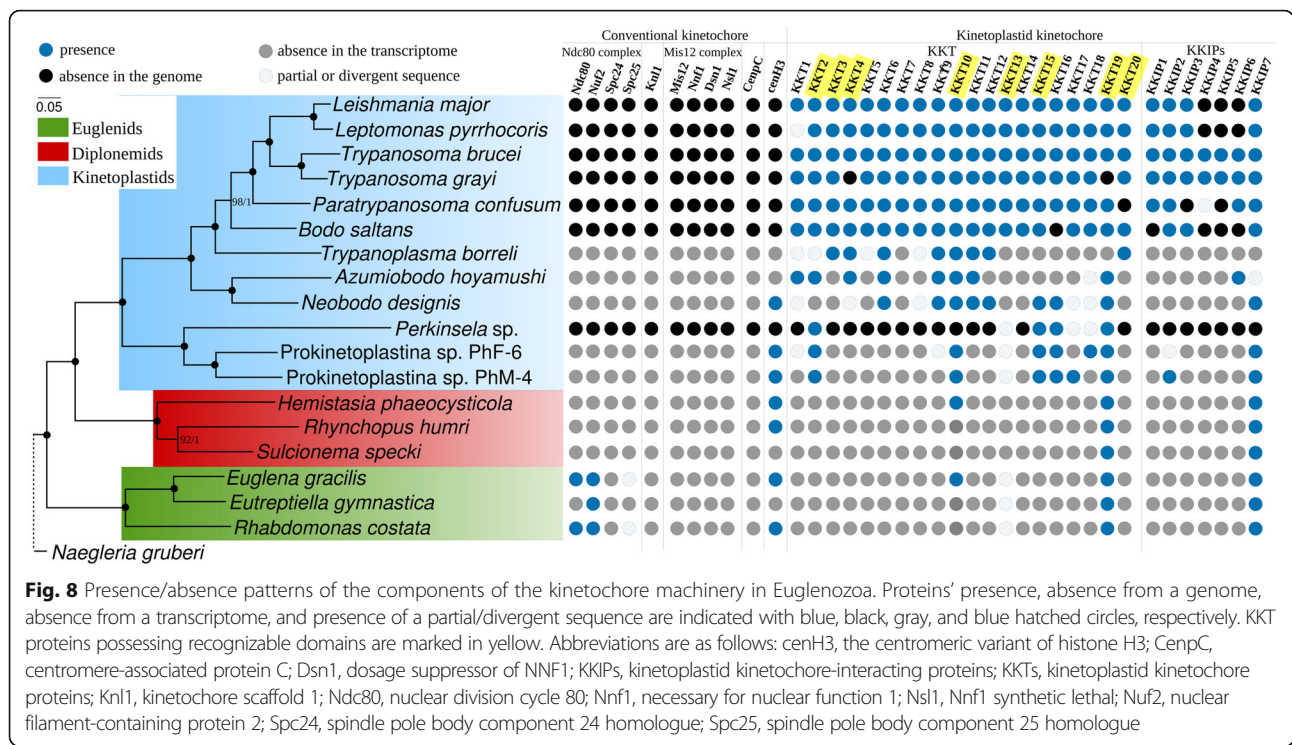 presence
absence in the genome
absence in the transcriptome
partial or divergent sequence
Conventional kinetochore
Ndc80 complex
Mis12 complex
Kinetoplastid kinetochore
KKT
KKIPs
Ndc80
Nuf2
Spc24
Spc25
Knl1
Mis12
Nnf1
Dsn1
Nsl1
CenpC
cenH3
KKT1
KKT2
KKT3
KKT4
KKT5
KKT6
KKT7
KKT8
KKT9
KKT10
KKT11
KKT12
KKT13
KKT14
KKT15
KKT16
KKT17
KKT18
KKT19
KKT20
KKIP1
KKIP2
KKIP3
KKIP4
KKIP5
KKIP6
KKIP7
0.05
Euglenids
Diplonemids
Kinetoplastids
Leishmania major
Leptomonas pyrrhocoris
Trypanosoma brucei
Trypanosoma grayi
98/1
Paratrypanosoma confusum
Bodo saltans
Trypanoplasma borreli
Azumiobodo hoyamushi
Neobodo designis
Perkinsela sp.
Prokinetoplastina sp. PhF-6
Prokinetoplastina sp. PhM-4
Hemistasia phaeocysticola
Rhynchopus humri
92/1
Sulcionema specki
Euglena gracilis
Eutreptiella gymnastica
Rhabdomonas costata
Naegleria gruberi
Fig. 8 Presence/absence patterns of the components of the kinetochore machinery in Euglenozoa. Proteins' presence, absence from a genome,
absence from a transcriptome, and presence of a partial/divergent sequence are indicated with blue, black, gray, and blue hatched circles, respectively. KKT
proteins possessing recognizable domains are marked in yellow. Abbreviations are as follows: cenH3, the centromeric variant of histone H3; CenpC,
centromere-associated protein C; Dsn1, dosage suppressor of NNF1; KKIPs, kinetoplastid kinetochore-interacting proteins; KKTs, kinetoplastid kinetochore
proteins; Knl1, kinetochore scaffold 1; Ndc80, nuclear division cycle 80; Nnf1, necessary for nuclear function 1; Nsl1, Nnf1 synthetic lethal; Nuf2, nuclear
filament-containing protein 2; Spc24, spindle pole body component 24 homologue; Spc25, spindle pole body component 25 homologue